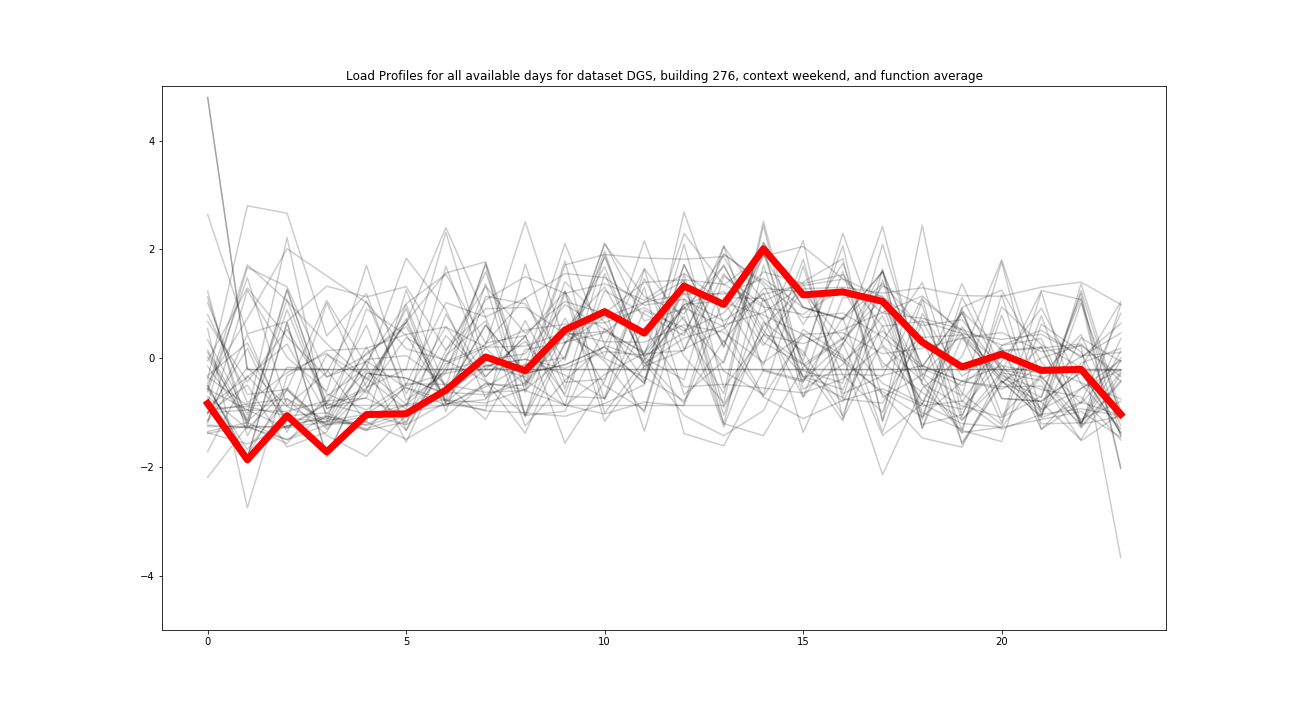 Load Profiles for all available days for dataset DGS, building 276, context weekend, and function average
4
2
0
−2
−4
0 5 10 15 20